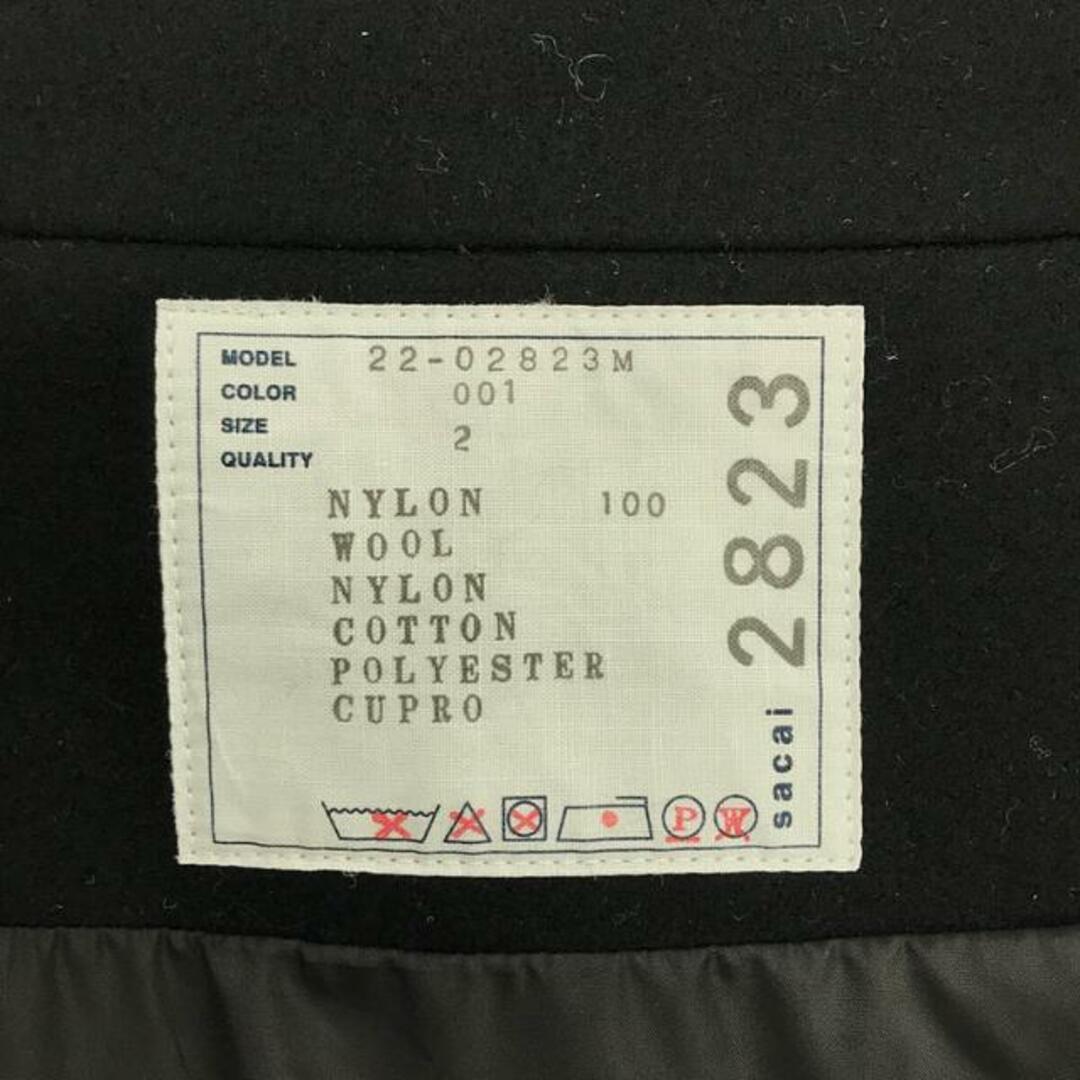 MODEL 22-02823M
COLOR 001
SIZE 2
QUALITY
NYLON 100
WOOL
NYLON
COTTON
POLYESTER
CUPRO
P W
sacai 2823